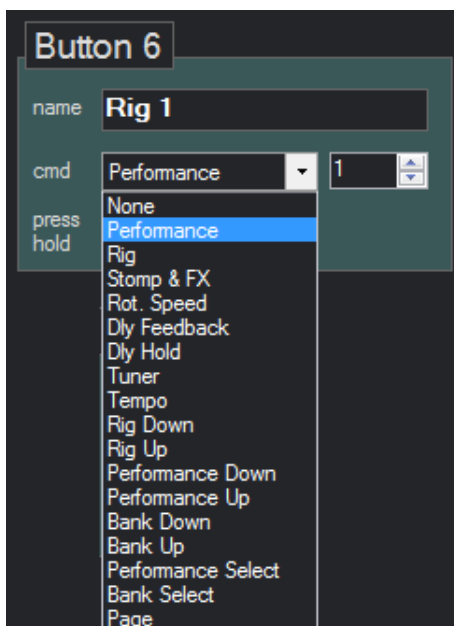 Button 6
name Rig 1
cmd Performance 1
press
hold
None
Performance
Rig
Stomp & FX
Rot. Speed
Dly Feedback
Dly Hold
Tuner
Tempo
Rig Down
Rig Up
Performance Down
Performance Up
Bank Down
Bank Up
Performance Select
Bank Select
Page